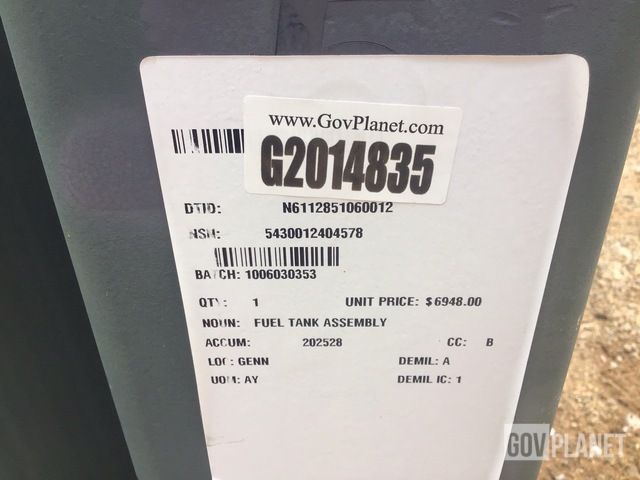 www.GovPlanet.com
G2014835
DTID: N6112851060012
NSN: 5430012404578
BATCH: 1006030353
QTY: 1 UNIT PRICE: $6948.00
NOUN: FUEL TANK ASSEMBLY
ACCUM: 202528 CC: B
LOC: GENN DEMIL: A
UOM: AY DEMIL IC: 1
GOVPLANET